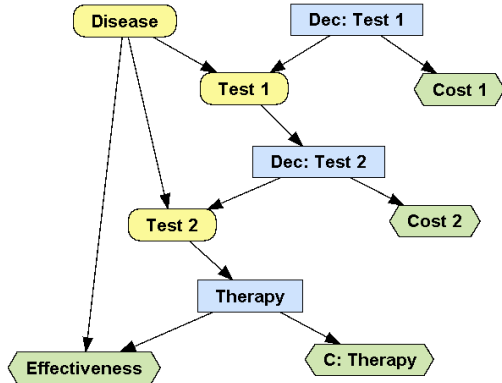 Disease
Dec: Test 1
Test 1
Cost 1
Dec: Test 2
Test 2
Cost 2
Therapy
Effectiveness
C: Therapy